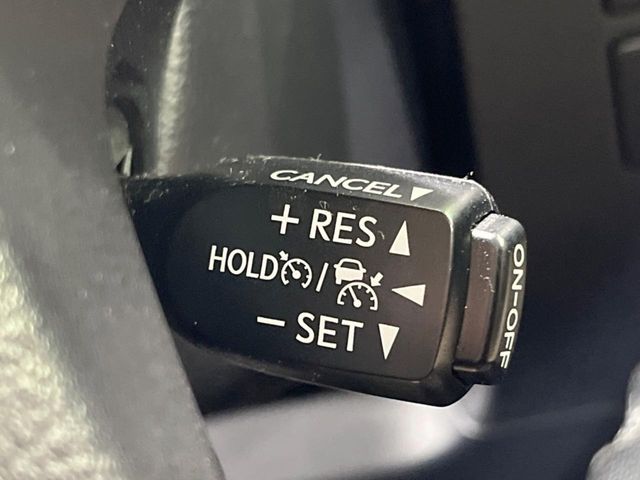 CANCEL▼
+ RES ▲
HOLD / ◀
- SET ▼
ON-OFF